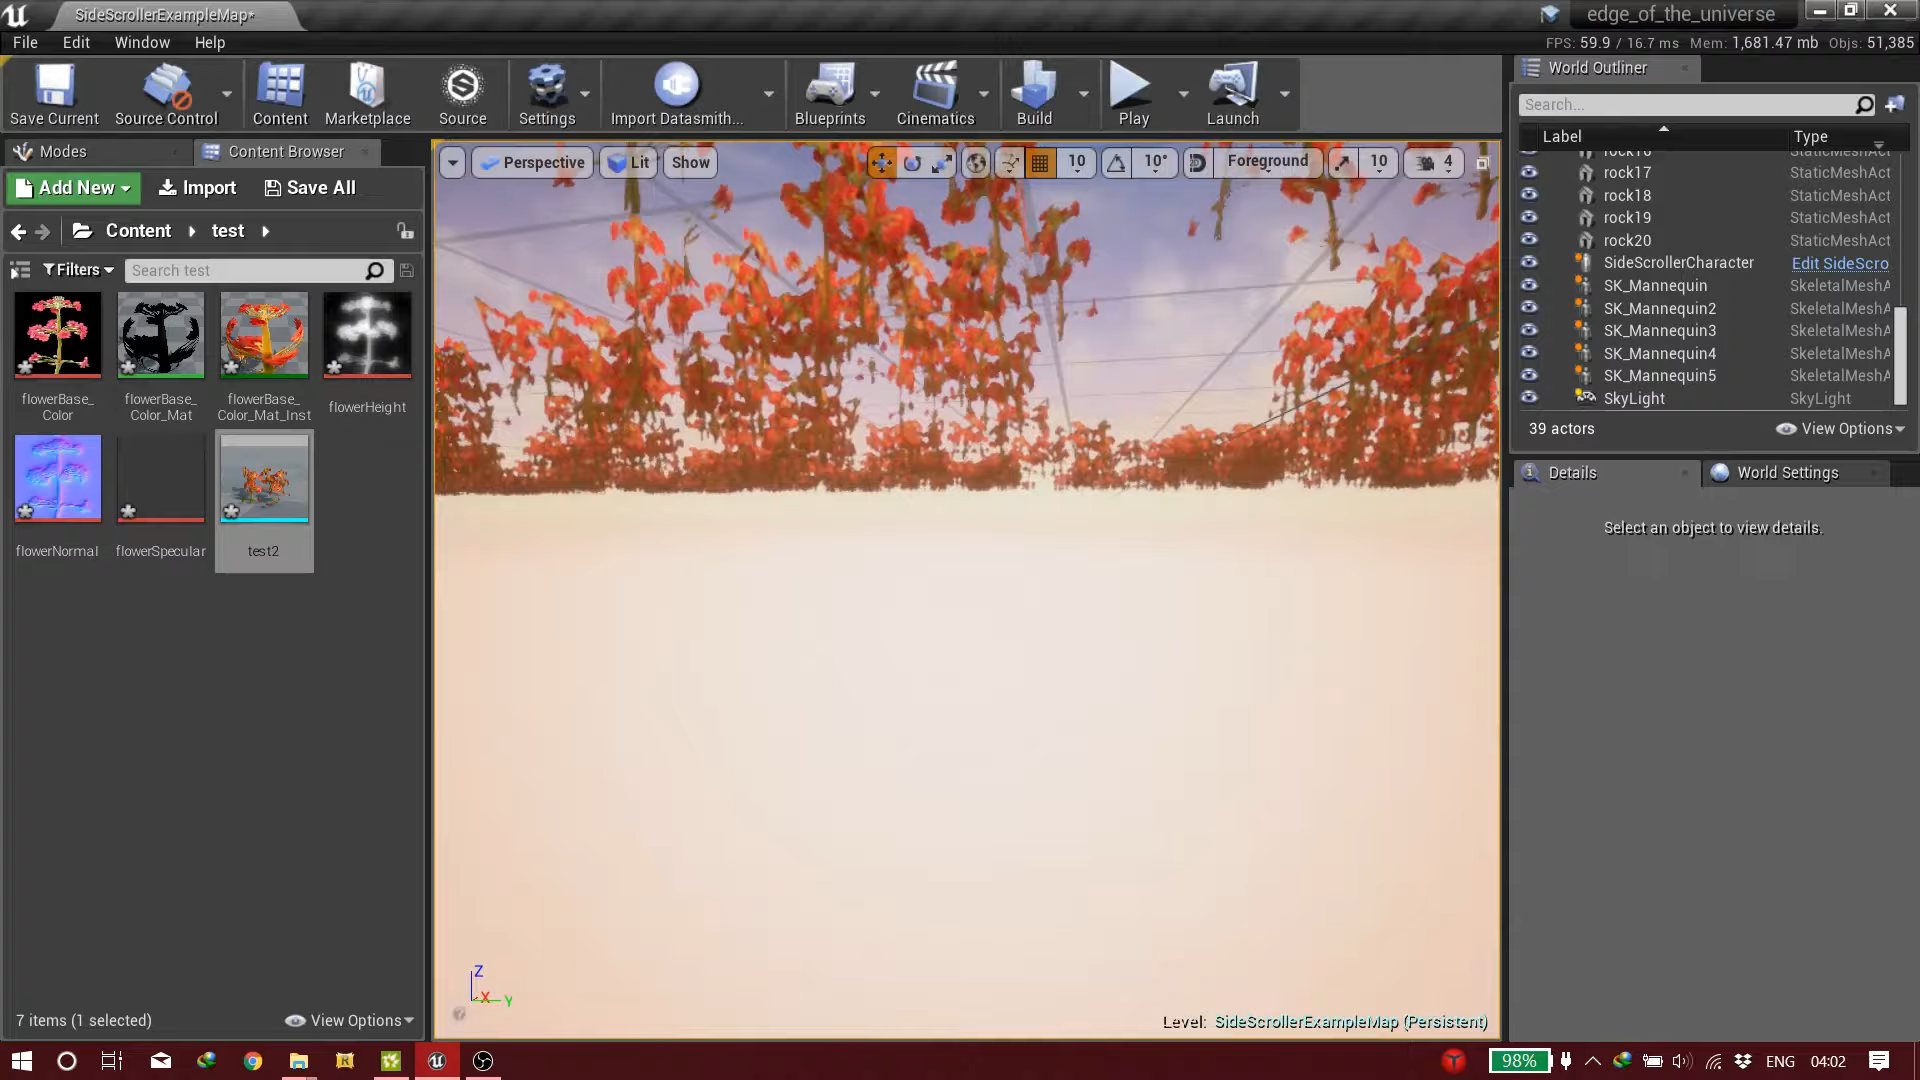 SideScrollerExampleMap*
edge_of_the_universe
File Edit Window Help
FPS: 59.9 / 16.7 ms Mem: 1,681.47 mb Objs: 51,385
Save Current Source Control Content Marketplace Source Settings Import Datasmith... Blueprints Cinematics Build Play Launch
World Outliner
Search...
Label Type
rock16 StaticMeshAct
rock17 StaticMeshAct
rock18 StaticMeshAct
rock19 StaticMeshAct
rock20 StaticMeshAct
SideScrollerCharacter Edit SideScro
SK_Mannequin SkeletalMeshA
SK_Mannequin2 SkeletalMeshA
SK_Mannequin3 SkeletalMeshA
SK_Mannequin4 SkeletalMeshA
SK_Mannequin5 SkeletalMeshA
SkyLight SkyLight
39 actors View Options
Details World Settings
Select an object to view details.
Modes Content Browser
Add New Import Save All
Content test
Filters Search test
flowerBase_
Color
flowerBase_
Color_Mat
flowerBase_
Color_Mat_Inst
flowerHeight
flowerNormal flowerSpecular test2
7 items (1 selected) View Options
Perspective Lit Show 10 10° Foreground 10 4
Z
X Y
Level: SideScrollerExampleMap (Persistent)
98% ENG 04:02